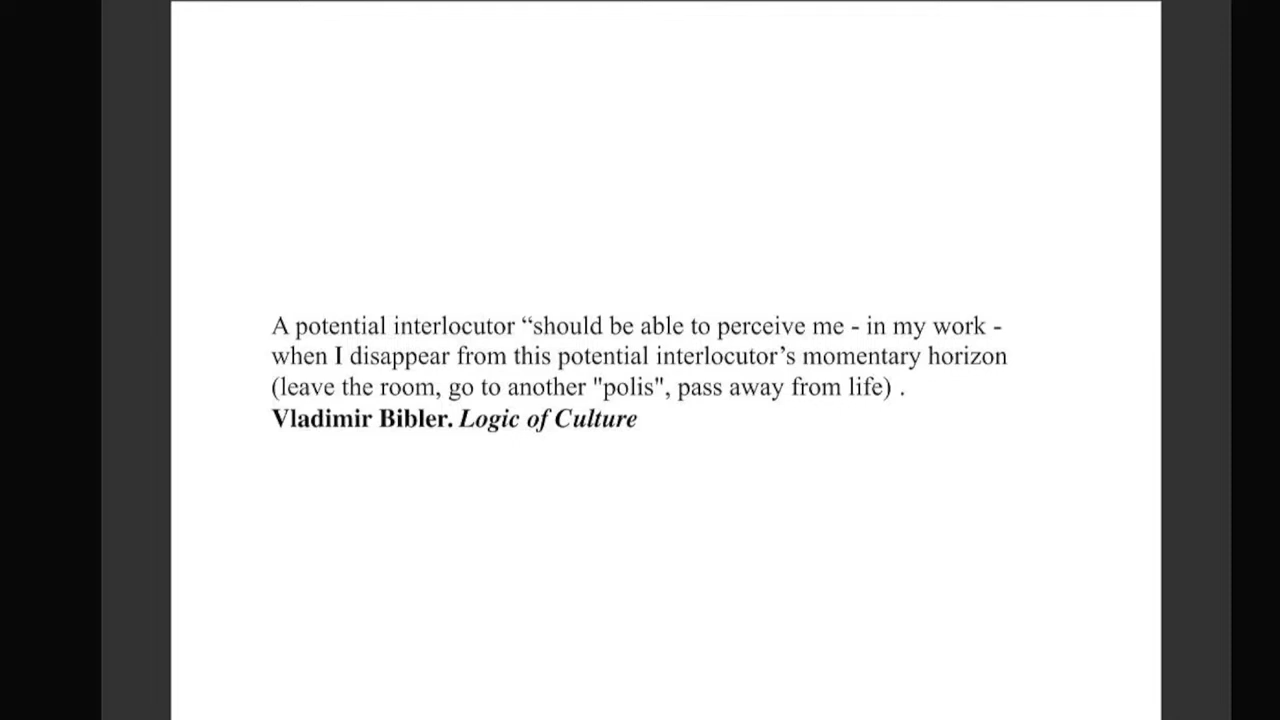 A potential interlocutor “should be able to perceive me - in my work -
when I disappear from this potential interlocutor’s momentary horizon
(leave the room, go to another "polis", pass away from life) .
Vladimir Bibler. Logic of Culture